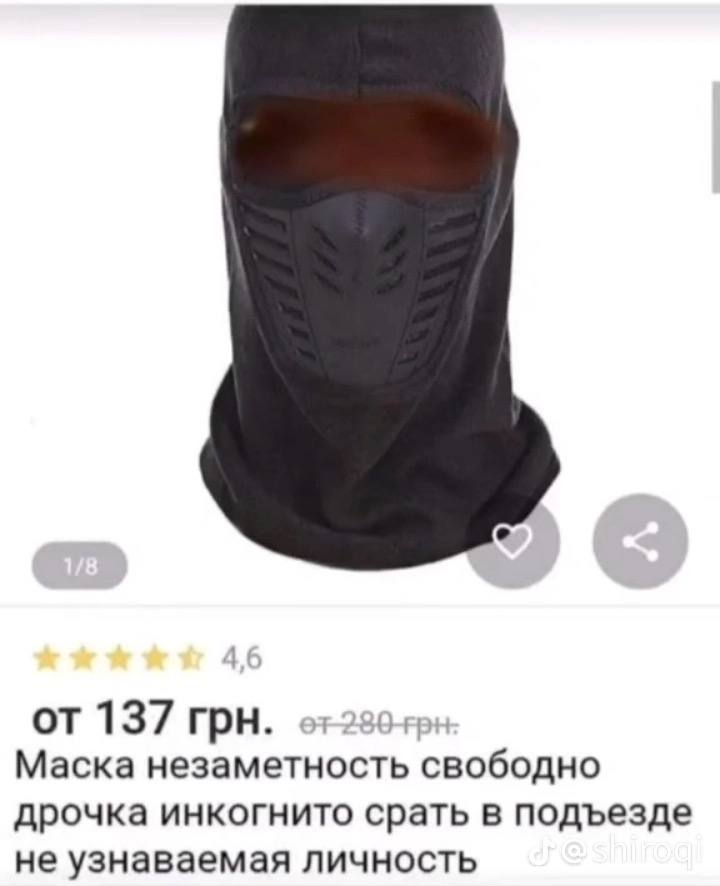 1/8
4,6
от 137 грн. от 280 грн.
Маска незаметность свободно
дрочка инкогнито срать в подъезде
не узнаваемая личность
@shiroqi